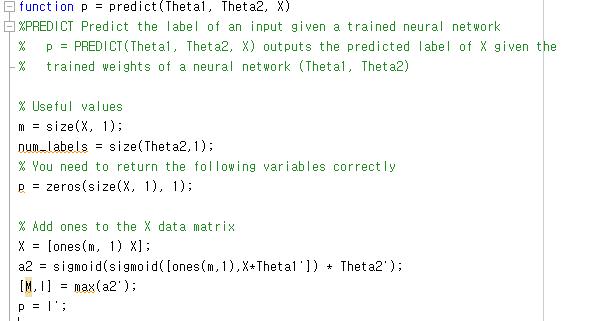 function p = predict(Theta1, Theta2, X)
%PREDICT Predict the label of an input given a trained neural network
%   p = PREDICT(Theta1, Theta2, X) outputs the predicted label of X given the
%   trained weights of a neural network (Theta1, Theta2)
% Useful values
m = size(X, 1);
num_labels = size(Theta2,1);
% You need to return the following variables correctly
p = zeros(size(X, 1), 1);
% Add ones to the X data matrix
X = [ones(m, 1) X];
a2 = sigmoid(sigmoid([ones(m,1),X*Theta1']) * Theta2');
[M,I] = max(a2');
p = I';